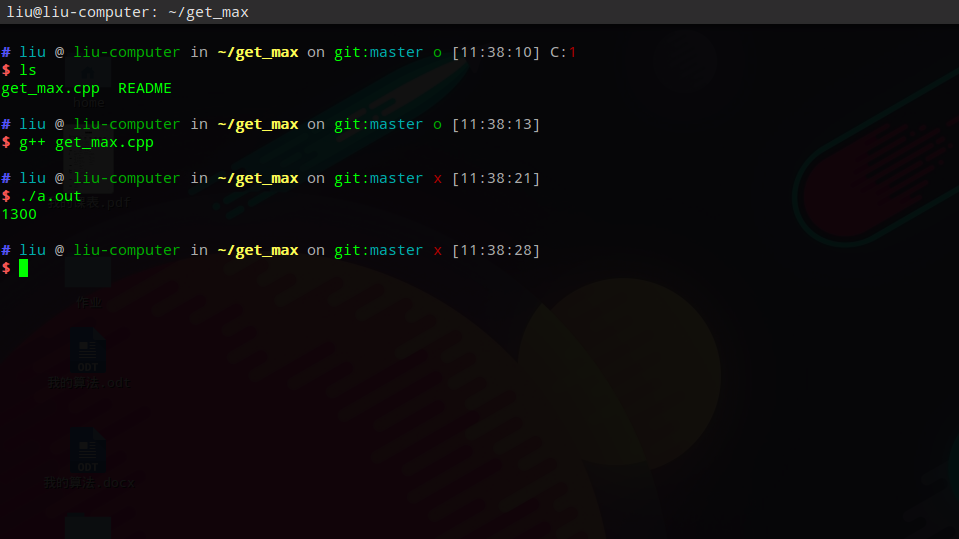 liu@liu-computer: ~/get_max
# liu @ liu-computer in ~/get_max on git:master o [11:38:10] C:1
$ ls
get_max.cpp  README
# liu @ liu-computer in ~/get_max on git:master o [11:38:13]
$ g++ get_max.cpp
# liu @ liu-computer in ~/get_max on git:master x [11:38:21]
$ ./a.out
1300
# liu @ liu-computer in ~/get_max on git:master x [11:38:28]
$
home
.pdf
作业
ODT
我的算法.odt
ODT
我的算法.docx